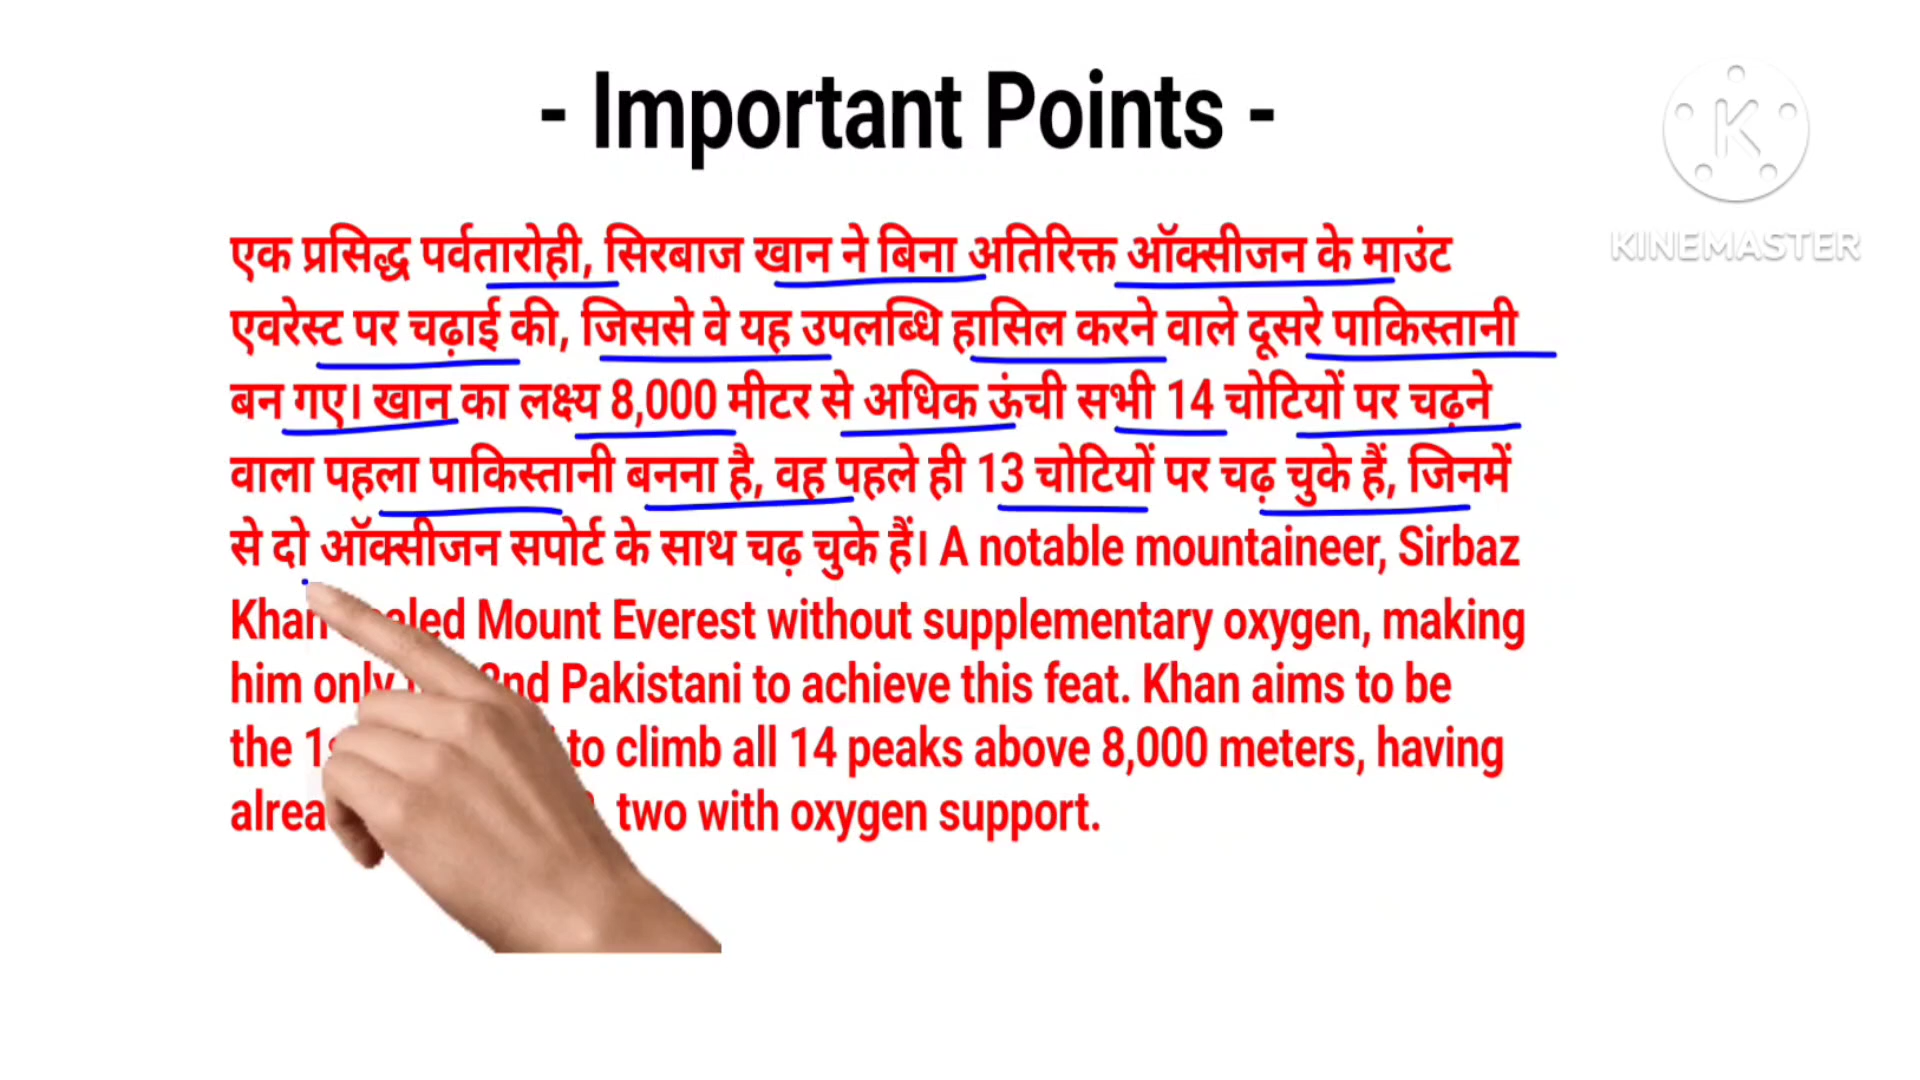 - Important Points -
K
KINEMASTER
एक प्रसिद्ध पर्वतारोही, सिरबाज खान ने बिना अतिरिक्त ऑक्सीजन के माउंट
एवरेस्ट पर चढ़ाई की, जिससे वे यह उपलब्धि हासिल करने वाले दूसरे पाकिस्तानी
बन गए। खान का लक्ष्य 8,000 मीटर से अधिक ऊंची सभी 14 चोटियों पर चढ़ने
वाला पहला पाकिस्तानी बनना है, वह पहले ही 13 चोटियों पर चढ़ चुके हैं, जिनमें
से दो ऑक्सीजन सपोर्ट के साथ चढ़ चुके हैं। A notable mountaineer, Sirbaz
Khan Mount Everest without supplementary oxygen, making
him only 2nd Pakistani to achieve this feat. Khan aims to be
the to climb all 14 peaks above 8,000 meters, having
two with oxygen support.